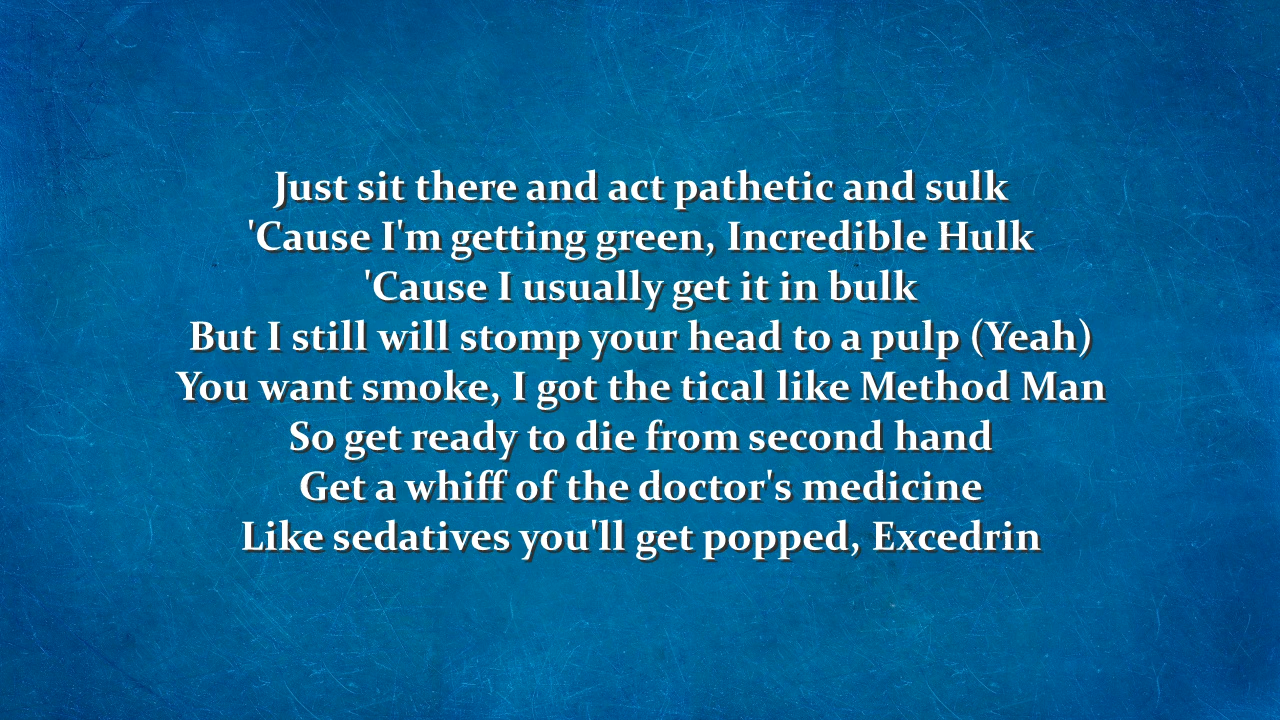 Just sit there and act pathetic and sulk
'Cause I'm getting green, Incredible Hulk
'Cause I usually get it in bulk
But I still will stomp your head to a pulp (Yeah)
You want smoke, I got the tical like Method Man
So get ready to die from second hand
Get a whiff of the doctor's medicine
Like sedatives you'll get popped, Excedrin